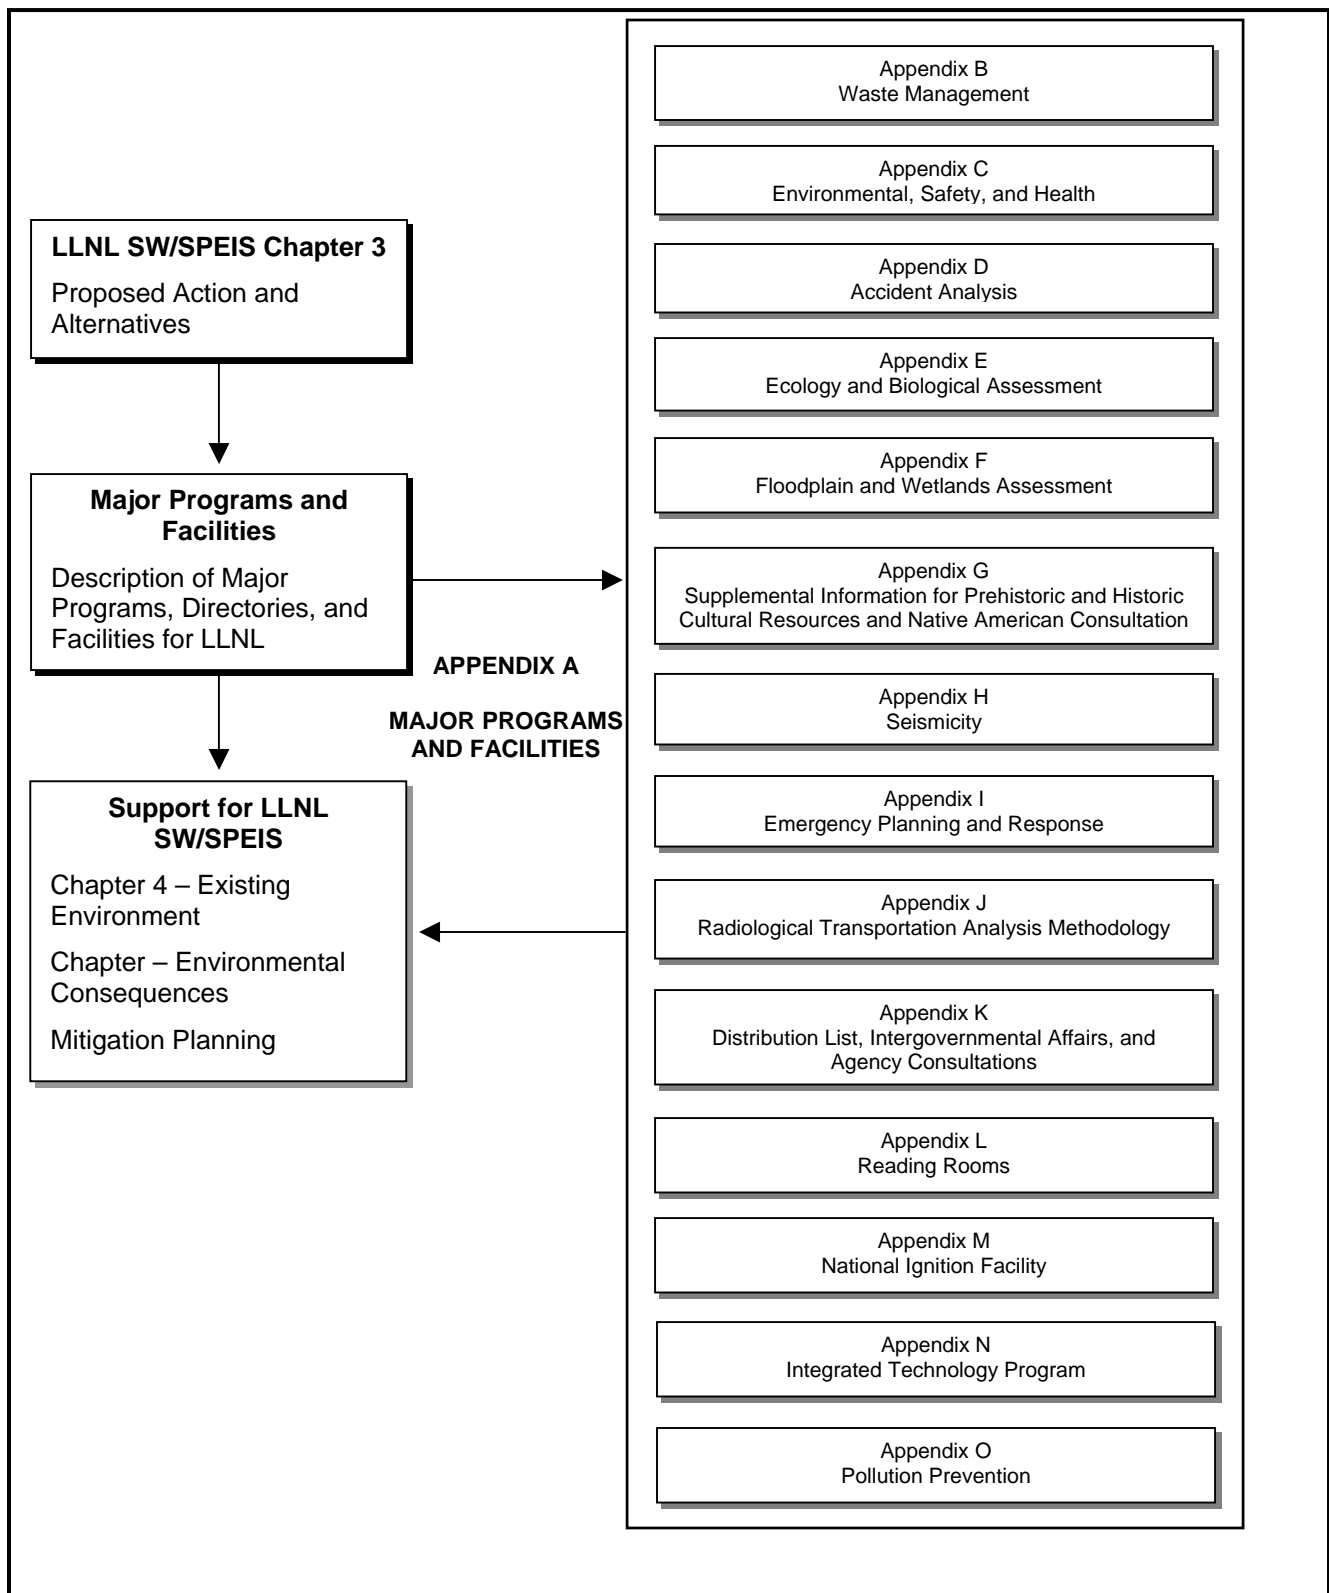 LLNL SW/SPEIS Chapter 3
Proposed Action and
Alternatives
Major Programs and
Facilities
Description of Major
Programs, Directories, and
Facilities for LLNL
APPENDIX A
MAJOR PROGRAMS
AND FACILITIES
Support for LLNL
SW/SPEIS
Chapter 4 – Existing
Environment
Chapter – Environmental
Consequences
Mitigation Planning
Appendix B
Waste Management
Appendix C
Environmental, Safety, and Health
Appendix D
Accident Analysis
Appendix E
Ecology and Biological Assessment
Appendix F
Floodplain and Wetlands Assessment
Appendix G
Supplemental Information for Prehistoric and Historic
Cultural Resources and Native American Consultation
Appendix H
Seismicity
Appendix I
Emergency Planning and Response
Appendix J
Radiological Transportation Analysis Methodology
Appendix K
Distribution List, Intergovernmental Affairs, and
Agency Consultations
Appendix L
Reading Rooms
Appendix M
National Ignition Facility
Appendix N
Integrated Technology Program
Appendix O
Pollution Prevention